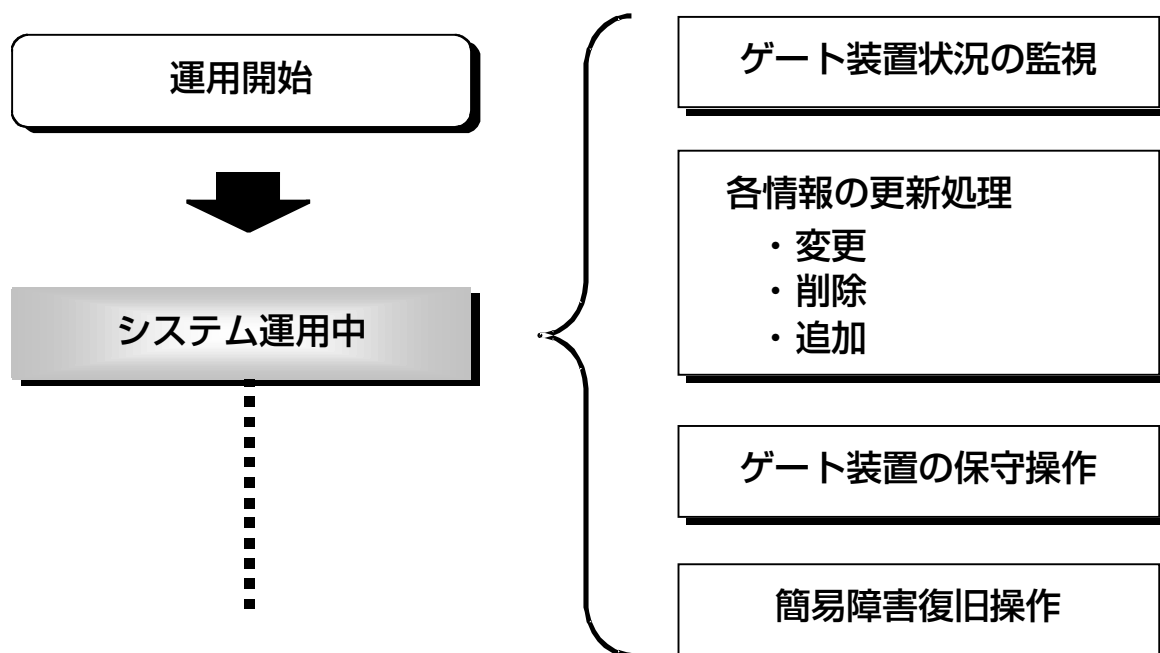 運用開始
システム運用中
ゲート装置状況の監視
各情報の更新処理
・変更
・削除
・追加
ゲート装置の保守操作
簡易障害復旧操作